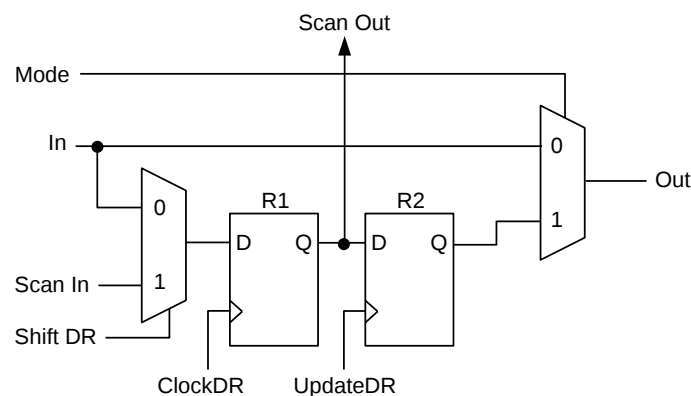 Scan Out
Mode
In
0
Out
0
R1
R2
1
D
Q
D
Q
Scan In
1
Shift DR
ClockDR
UpdateDR